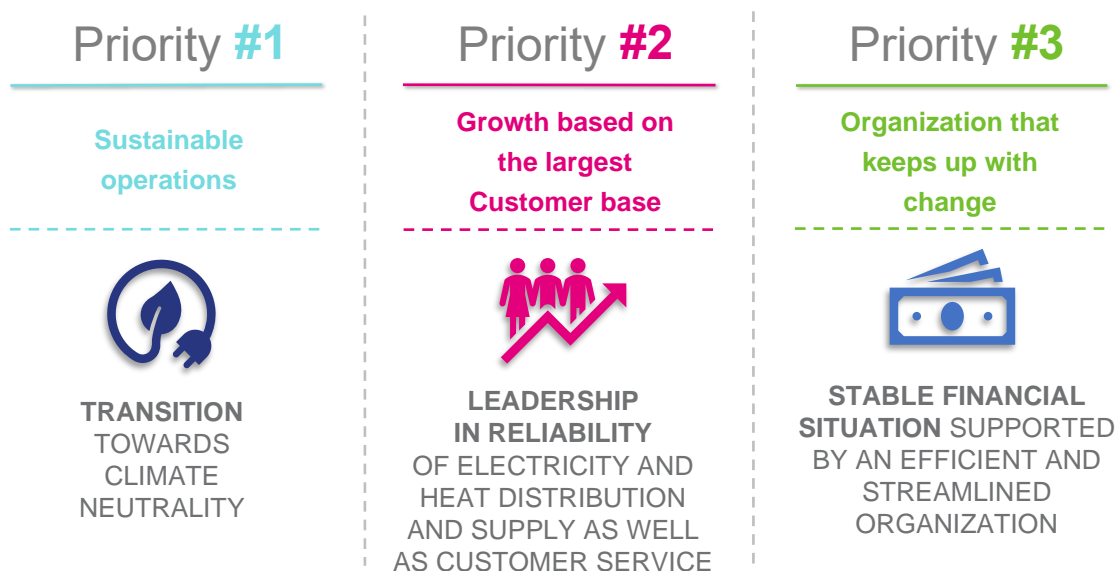 Priority #1
Sustainable
operations
TRANSITION
TOWARDS
CLIMATE
NEUTRALITY
Priority #2
Growth based on
the largest
Customer base
LEADERSHIP
IN RELIABILITY
OF ELECTRICITY AND
HEAT DISTRIBUTION
AND SUPPLY AS WELL
AS CUSTOMER SERVICE
Priority #3
Organization that
keeps up with
change
STABLE FINANCIAL
SITUATION SUPPORTED
BY AN EFFICIENT AND
STREAMLINED
ORGANIZATION